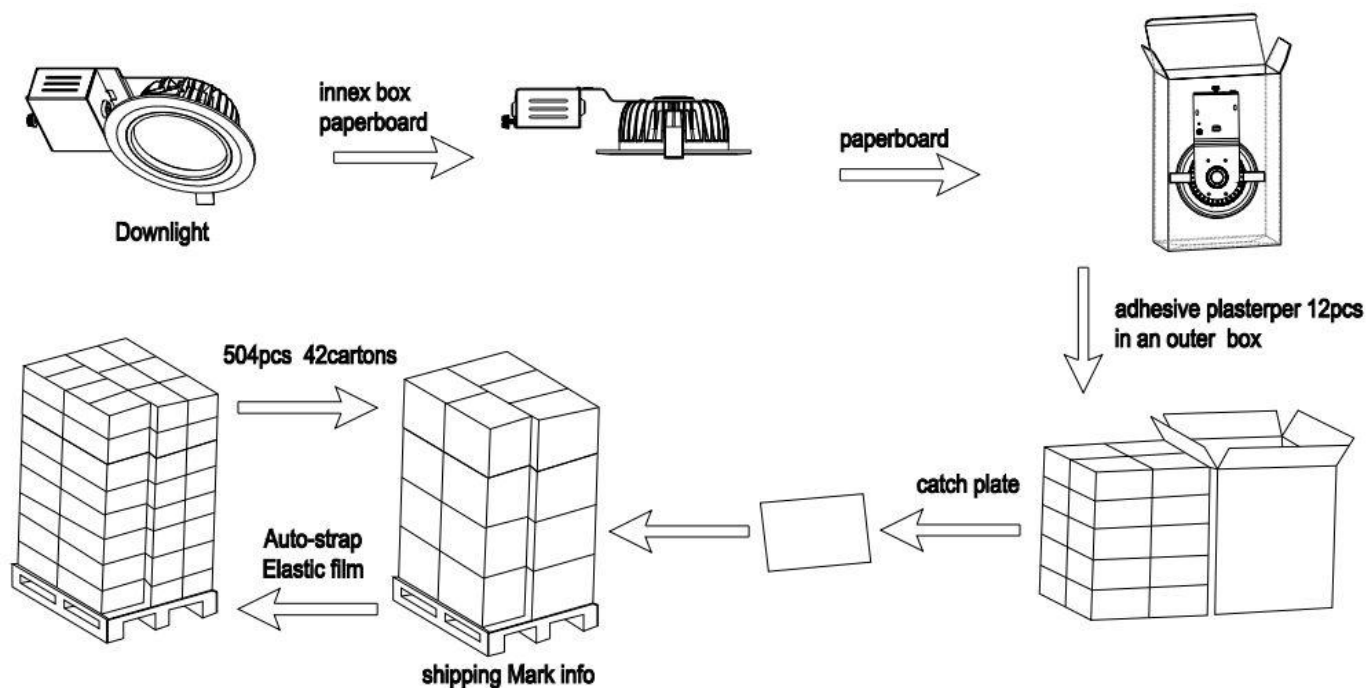 innex box
paperboard
paperboard
Downlight
adhesive plasterper 12pcs
in an outer box
504pcs 42cartons
catch plate
Auto-strap
Elastic film
shipping Mark info